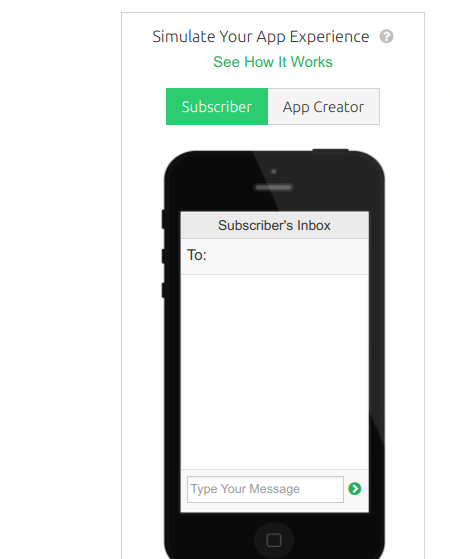 Simulate Your App Experience ?
See How It Works
Subscriber App Creator
Subscriber's Inbox
To:
Type Your Message